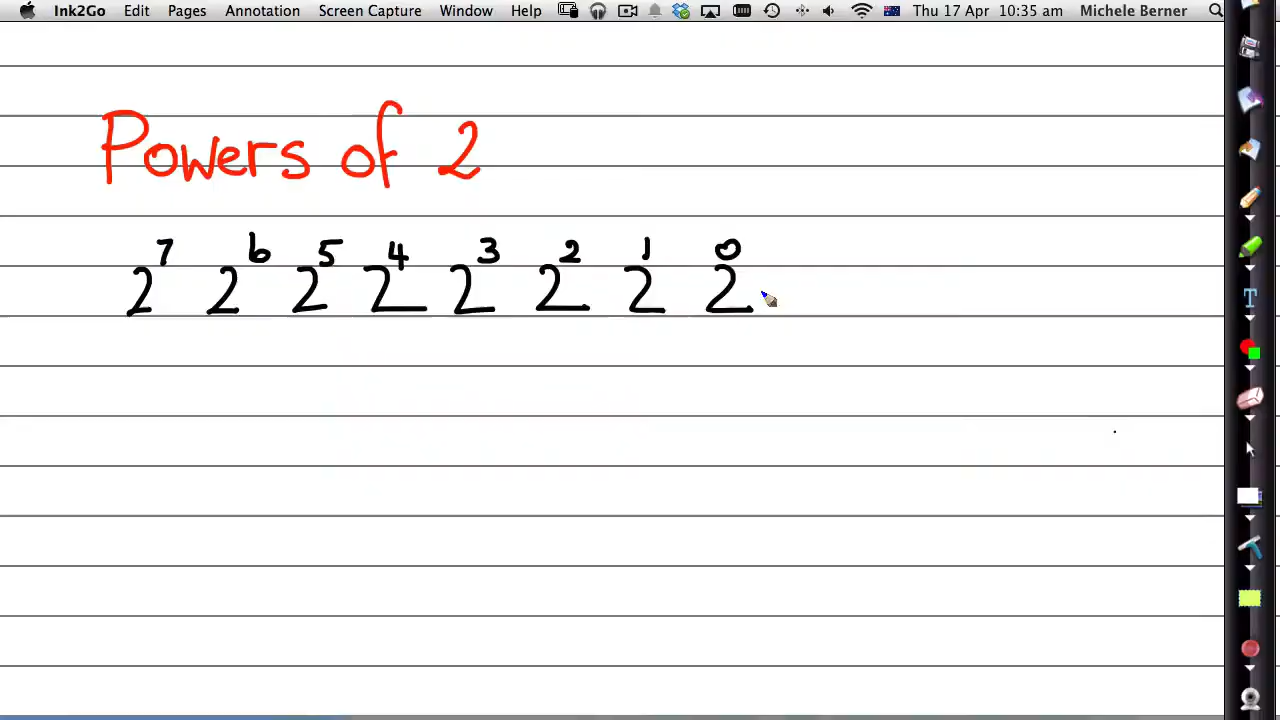 Ink2Go Edit Pages Annotation Screen Capture Window Help Thu 17 Apr 10:35 am Michele Berner
Powers of 2
2⁷ 2⁶ 2⁵ 2⁴ 2³ 2² 2¹ 2⁰
T